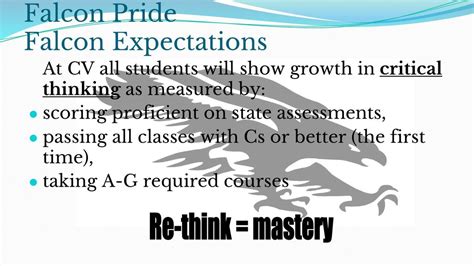 Falcon Pride
Falcon Expectations
At CV all students will show growth in critical
thinking as measured by:
● scoring proficient on state assessments,
● passing all classes with Cs or better (the first
time),
● taking A-G required courses
Re-think = mastery